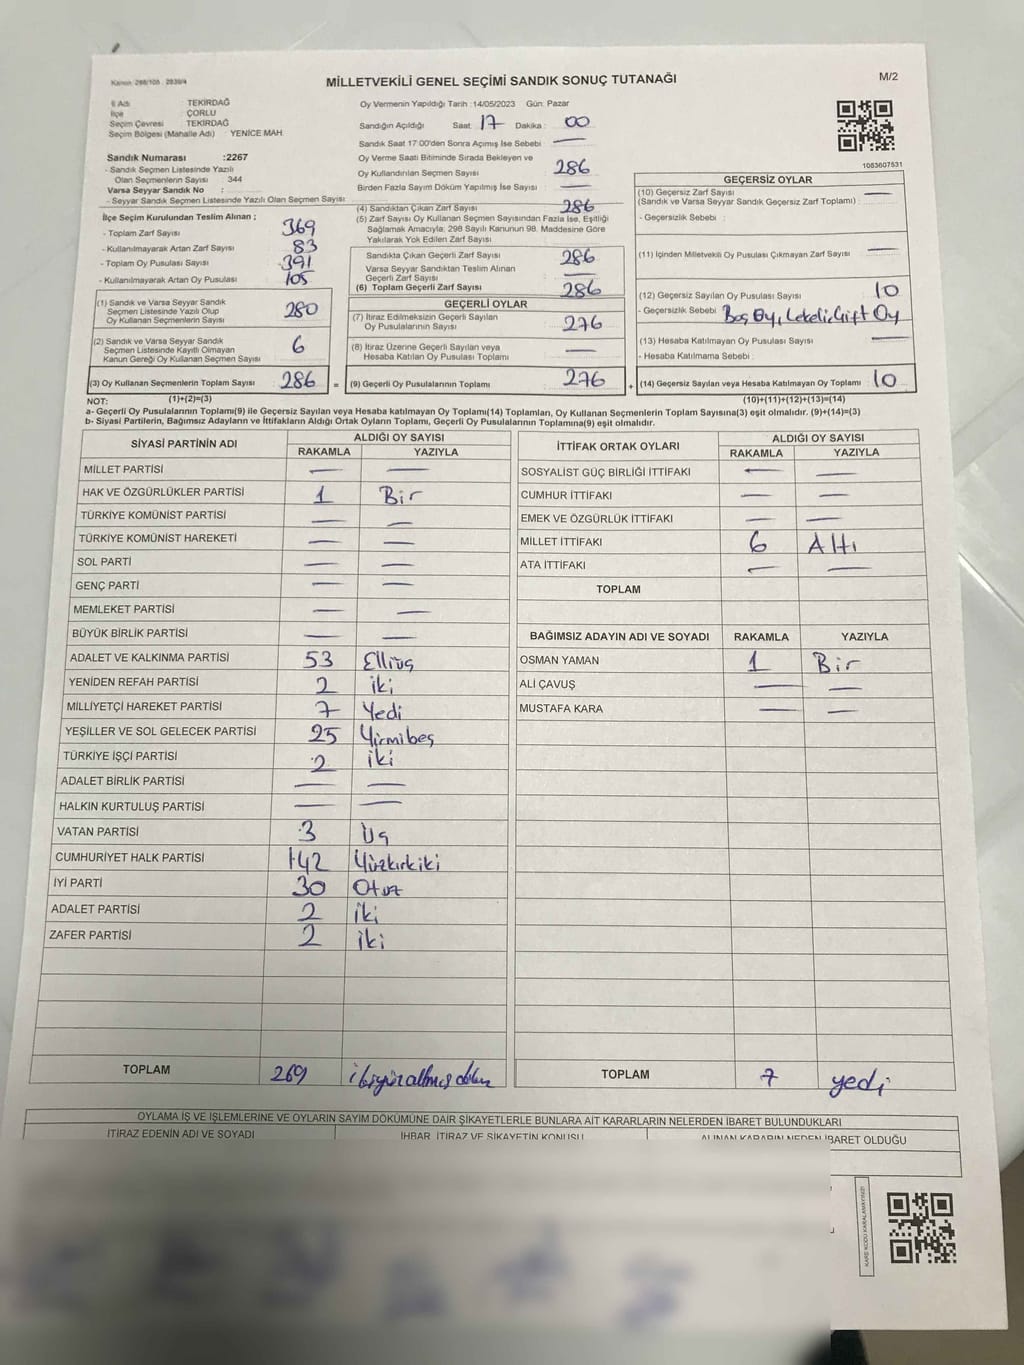 Kanun: 298/105 , 2839/4
MİLLETVEKİLİ GENEL SEÇİMİ SANDIK SONUÇ TUTANAĞI
M/2
İl Adı : TEKİRDAĞ
İlçe : ÇORLU
Seçim Çevresi : TEKİRDAĞ
Seçim Bölgesi (Mahalle Adı) : YENİCE MAH.
Sandık Numarası :2267
- Sandık Seçmen Listesinde Yazılı
Olan Seçmenlerin Sayısı : 344
Varsa Seyyar Sandık No :
- Seyyar Sandık Seçmen Listesinde Yazılı Olan Seçmen Sayısı :
Oy Vermenin Yapıldığı Tarih :14/05/2023 Gün: Pazar
Sandığın Açıldığı Saat: 17 Dakika : 00
Sandık Saat 17:00'den Sonra Açımış İse Sebebi : —
Oy Verme Saati Bitiminde Sırada Bekleyen ve
Oy Kullandırılan Seçmen Sayısı 286
Birden Fazla Sayım Döküm Yapılmış İse Sayısı : —
1083607531
İlçe Seçim Kurulundan Teslim Alınan ;
- Toplam Zarf Sayısı 369
- Kullanılmayarak Artan Zarf Sayısı 83
- Toplam Oy Pusulası Sayısı 391
- Kullanılmayarak Artan Oy Pusulası 105
(1) Sandık ve Varsa Seyyar Sandık
Seçmen Listesinde Yazılı Olup
Oy Kullanan Seçmenlerin Sayısı 280
(2) Sandık ve Varsa Seyyar Sandık
Seçmen Listesinde Kayıtlı Olmayan
Kanun Gereği Oy Kullanan Seçmen Sayısı 6
(3) Oy Kullanan Seçmenlerin Toplam Sayısı 286 =
(4) Sandıktan Çıkan Zarf Sayısı 286
(5) Zarf Sayısı Oy Kullanan Seçmen Sayısından Fazla İse, Eşitliği
Sağlamak Amacıyla, 298 Sayılı Kanunun 98. Maddesine Göre
Yakılarak Yok Edilen Zarf Sayısı
Sandıkta Çıkan Geçerli Zarf Sayısı 286
Varsa Seyyar Sandıktan Teslim Alınan
Geçerli Zarf Sayısı —
(6) Toplam Geçerli Zarf Sayısı 286
GEÇERLİ OYLAR
(7) İtiraz Edilmeksizin Geçerli Sayılan
Oy Pusulalarının Sayısı 276
(8) İtiraz Üzerine Geçerli Sayılan veya
Hesaba Katılan Oy Pusulası Toplamı —
(9) Geçerli Oy Pusulalarının Toplamı 276 +
GEÇERSİZ OYLAR
(10) Geçersiz Zarf Sayısı —
(Sandık ve Varsa Seyyar Sandık Geçersiz Zarf Toplamı) :
- Geçersizlik Sebebi :
(11) İçinden Milletvekili Oy Pusulası Çıkmayan Zarf Sayısı —
(12) Geçersiz Sayılan Oy Pusulası Sayısı 10
- Geçersizlik Sebebi : Boş Oy, Lekeli, Çift Oy
(13) Hesaba Katılmayan Oy Pusulası Sayısı —
- Hesaba Katılmama Sebebi :
(14) Geçersiz Sayılan veya Hesaba Katılmayan Oy Toplamı 10
NOT: (1)+(2)=(3)
(10)+(11)+(12)+(13)=(14)
a- Geçerli Oy Pusulalarının Toplamı(9) ile Geçersiz Sayılan veya Hesaba katılmayan Oy Toplamı(14) Toplamları, Oy Kullanan Seçmenlerin Toplam Sayısına(3) eşit olmalıdır. (9)+(14)=(3)
b- Siyasi Partilerin, Bağımsız Adayların ve İttifakların Aldığı Ortak Oyların Toplamı, Geçerli Oy Pusulalarının Toplamına(9) eşit olmalıdır.
SİYASİ PARTİNİN ADI ALDIĞI OY SAYISI
RAKAMLA YAZIYLA
MİLLET PARTİSİ — —
HAK VE ÖZGÜRLÜKLER PARTİSİ 1 Bir
TÜRKİYE KOMÜNİST PARTİSİ — —
TÜRKİYE KOMÜNİST HAREKETİ — —
SOL PARTİ — —
GENÇ PARTİ — —
MEMLEKET PARTİSİ — —
BÜYÜK BİRLİK PARTİSİ — —
ADALET VE KALKINMA PARTİSİ 53 Elliüç
YENİDEN REFAH PARTİSİ 2 iki
MİLLİYETÇİ HAREKET PARTİSİ 7 Yedi
YEŞİLLER VE SOL GELECEK PARTİSİ 25 Yirmibeş
TÜRKİYE İŞÇİ PARTİSİ 2 iki
ADALET BİRLİK PARTİSİ — —
HALKIN KURTULUŞ PARTİSİ — —
VATAN PARTİSİ 3 Üç
CUMHURİYET HALK PARTİSİ 142 Yüzkırkiki
İYİ PARTİ 30 Otuz
ADALET PARTİSİ 2 iki
ZAFER PARTİSİ 2 iki
TOPLAM 269 ikiyüzaltmışdokuz
İTTİFAK ORTAK OYLARI ALDIĞI OY SAYISI
RAKAMLA YAZIYLA
SOSYALİST GÜÇ BİRLİĞİ İTTİFAKI — —
CUMHUR İTTİFAKI — —
EMEK VE ÖZGÜRLÜK İTTİFAKI — —
MİLLET İTTİFAKI 6 Altı
ATA İTTİFAKI — —
TOPLAM
BAĞIMSIZ ADAYIN ADI VE SOYADI RAKAMLA YAZIYLA
OSMAN YAMAN 1 Bir
ALİ ÇAVUŞ — —
MUSTAFA KARA — —
TOPLAM 7 yedi
OYLAMA İŞ VE İŞLEMLERİNE VE OYLARIN SAYIM DÖKÜMÜNE DAİR ŞİKAYETLERLE BUNLARA AİT KARARLARIN NELERDEN İBARET BULUNDUKLARI
İTİRAZ EDENİN ADI VE SOYADI İHBAR, İTİRAZ VE ŞİKAYETİN KONUSU ALINAN KARARIN NEDEN İBARET OLDUĞU
KARE KODU KARALAMAYINIZ!